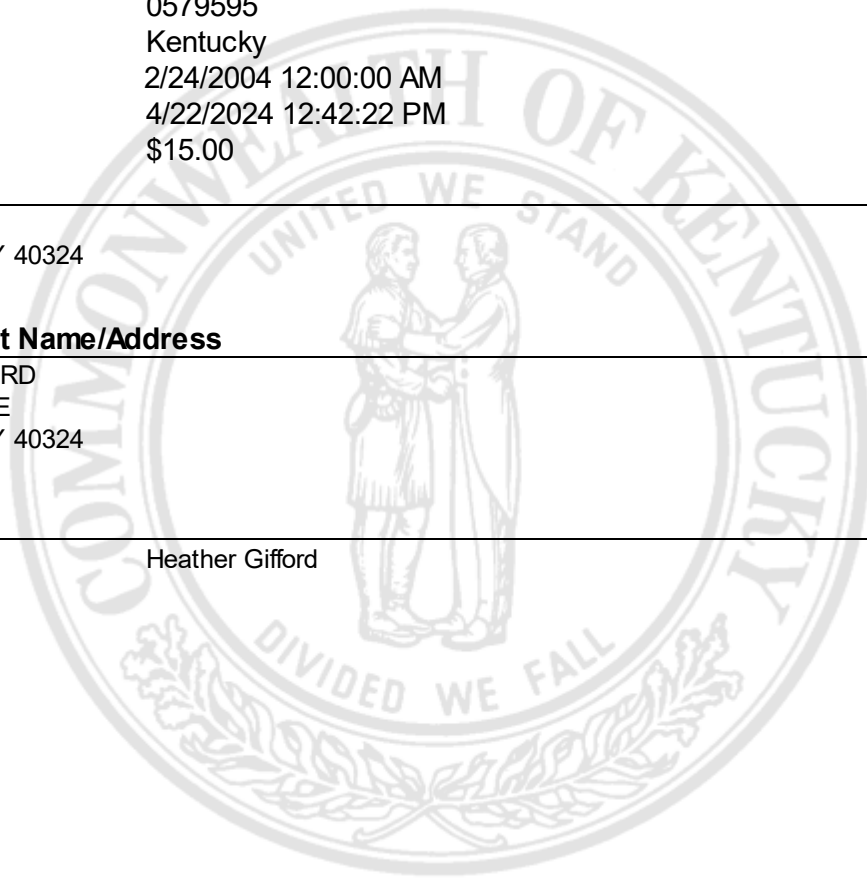 0579595
Kentucky
2/24/2004 12:00:00 AM
4/22/2024 12:42:22 PM
$15.00
Y 40324
t Name/Address
RD
E
Y 40324
Heather Gifford
COMMONWEALTH OF KENTUCKY
UNITED WE STAND
DIVIDED WE FALL